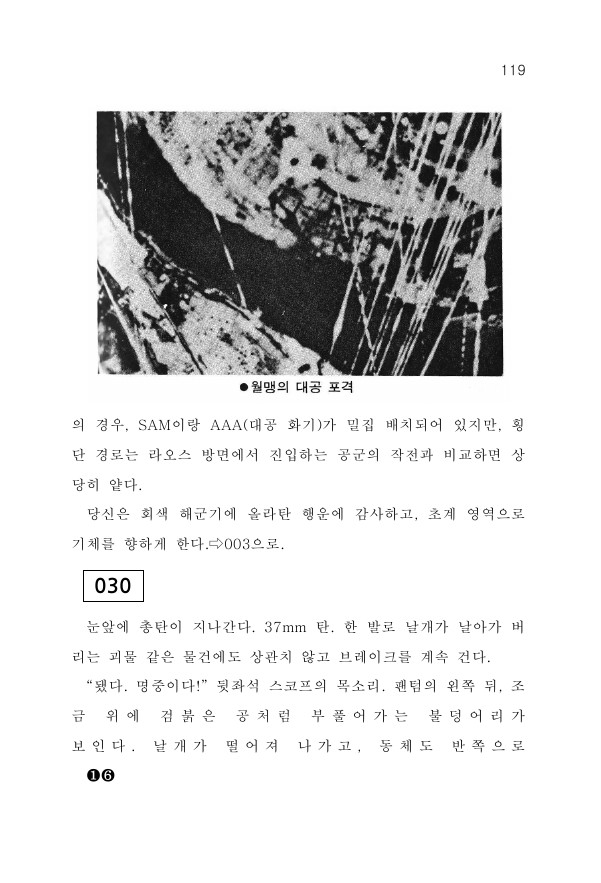 119
●월맹의 대공 포격
의 경우, SAM이랑 AAA(대공 화기)가 밀집 배치되어 있지만, 횡
단 경로는 라오스 방면에서 진입하는 공군의 작전과 비교하면 상
당히 얕다.
당신은 회색 해군기에 올라탄 행운에 감사하고, 초계 영역으로
기체를 향하게 한다.⇨003으로.
030
눈앞에 총탄이 지나간다. 37mm 탄. 한 발로 날개가 날아가 버
리는 괴물 같은 물건에도 상관치 않고 브레이크를 계속 건다.
“됐다. 명중이다!” 뒷좌석 스코프의 목소리. 팬텀의 왼쪽 뒤, 조
금 위에 검붉은 공처럼 부풀어가는 불덩어리가
보인다. 날개가 떨어져 나가고, 동체도 반쪽으로
❶❻